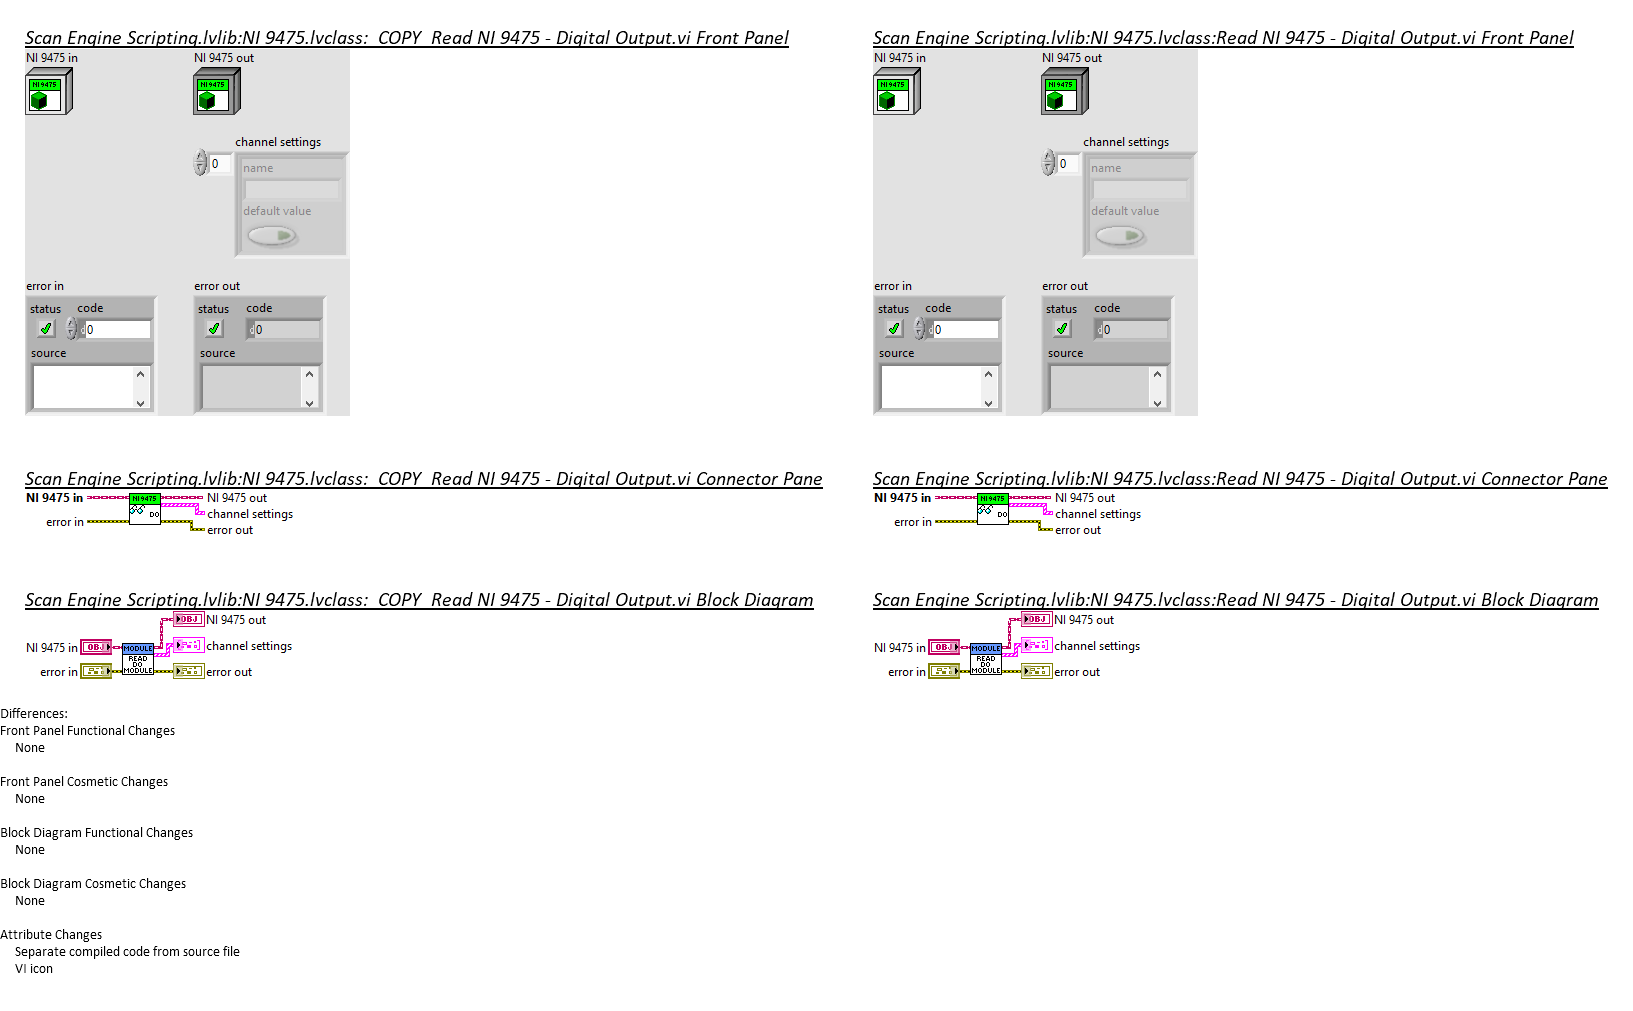 Scan Engine Scripting.lvlib:NI 9475.lvclass:  COPY  Read NI 9475 - Digital Output.vi Front Panel
NI 9475 in
NI 9475 out
NI 9475
NI 9475
channel settings
0
name
default value
error in
error out
status
code
status
code
d
0
d
0
source
source
Scan Engine Scripting.lvlib:NI 9475.lvclass:Read NI 9475 - Digital Output.vi Front Panel
NI 9475 in
NI 9475 out
NI 9475
NI 9475
channel settings
0
name
default value
error in
error out
status
code
status
code
d
0
d
0
source
source
Scan Engine Scripting.lvlib:NI 9475.lvclass:  COPY  Read NI 9475 - Digital Output.vi Connector Pane
NI 9475 in
NI 9475
NI 9475 out
DO
channel settings
error in
error out
Scan Engine Scripting.lvlib:NI 9475.lvclass:Read NI 9475 - Digital Output.vi Connector Pane
NI 9475 in
NI 9475
NI 9475 out
DO
channel settings
error in
error out
Scan Engine Scripting.lvlib:NI 9475.lvclass:  COPY  Read NI 9475 - Digital Output.vi Block Diagram
OBJ
NI 9475 out
NI 9475 in
OBJ
MODULE
channel settings
READ
DO
MODULE
error in
error out
Scan Engine Scripting.lvlib:NI 9475.lvclass:Read NI 9475 - Digital Output.vi Block Diagram
OBJ
NI 9475 out
NI 9475 in
OBJ
MODULE
channel settings
READ
DO
MODULE
error in
error out
Differences:
Front Panel Functional Changes
None
Front Panel Cosmetic Changes
None
Block Diagram Functional Changes
None
Block Diagram Cosmetic Changes
None
Attribute Changes
Separate compiled code from source file
VI icon